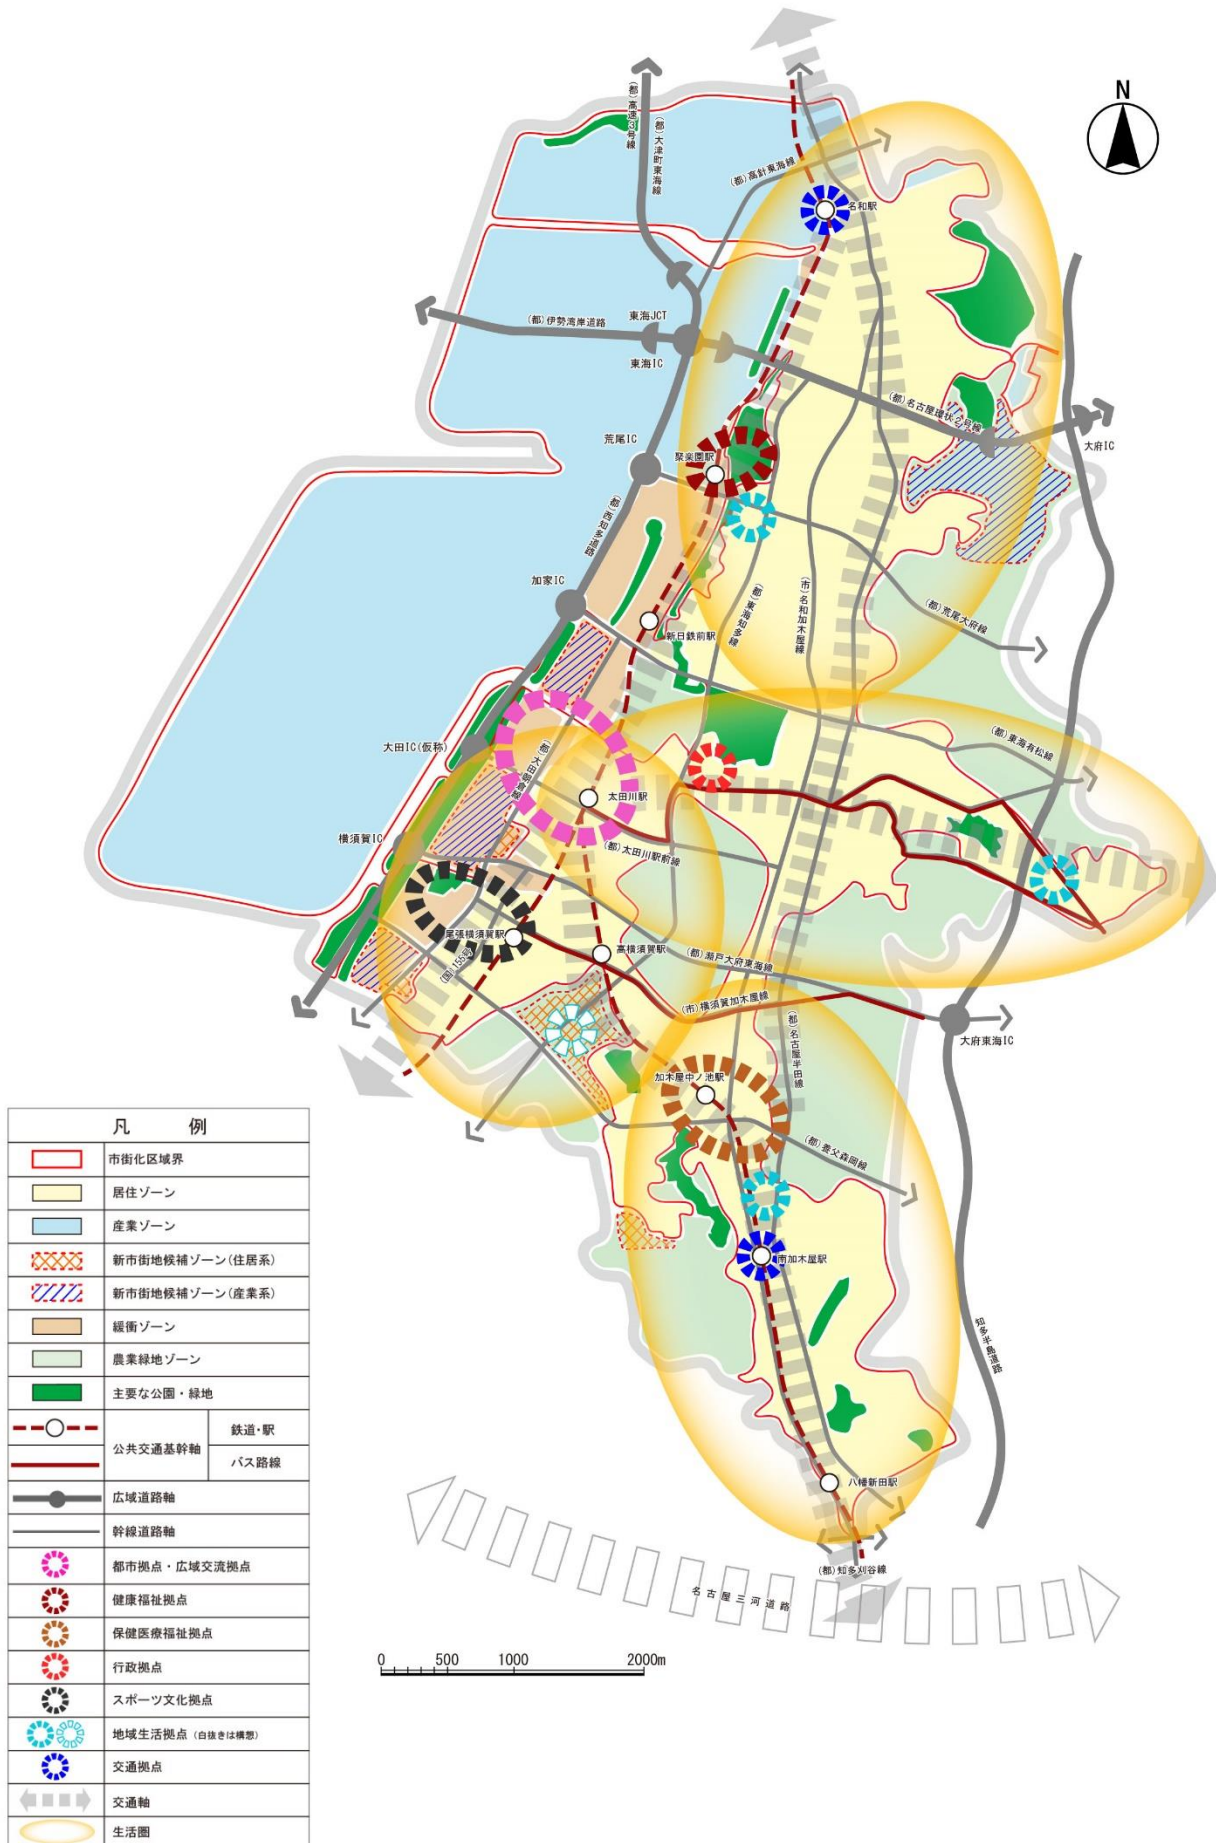 N
(都)高速3号線
(都)大津町東海線
(都)高針東海線
名和駅
(都)伊勢湾岸道路
東海JCT
東海IC
(都)名古屋環状2号線
大府IC
荒尾IC
聚楽園駅
(都)西知多道路
加家IC
新日鉄前駅
(都)東海知多線
(市)名和加木屋線
(都)荒尾大府線
大田IC(仮称)
(都)大田朝倉線
太田川駅
(都)東海有松線
横須賀IC
(都)太田川駅前線
尾張横須賀駅
高横須賀駅
(国)155号
(都)瀬戸大府東海線
(市)横須賀加木屋線
大府東海IC
(都)名古屋半田線
加木屋中ノ池駅
(都)養父森岡線
南加木屋駅
知多半島道路
八幡新田駅
(都)知多刈谷線
名古屋三河道路
0 500 1000 2000m
凡 例
市街化区域界
居住ゾーン
産業ゾーン
新市街地候補ゾーン(住居系)
新市街地候補ゾーン(産業系)
緩衝ゾーン
農業緑地ゾーン
主要な公園・緑地
公共交通基幹軸
鉄道・駅
バス路線
広域道路軸
幹線道路軸
都市拠点・広域交流拠点
健康福祉拠点
保健医療福祉拠点
行政拠点
スポーツ文化拠点
地域生活拠点 (白抜きは構想)
交通拠点
交通軸
生活圏